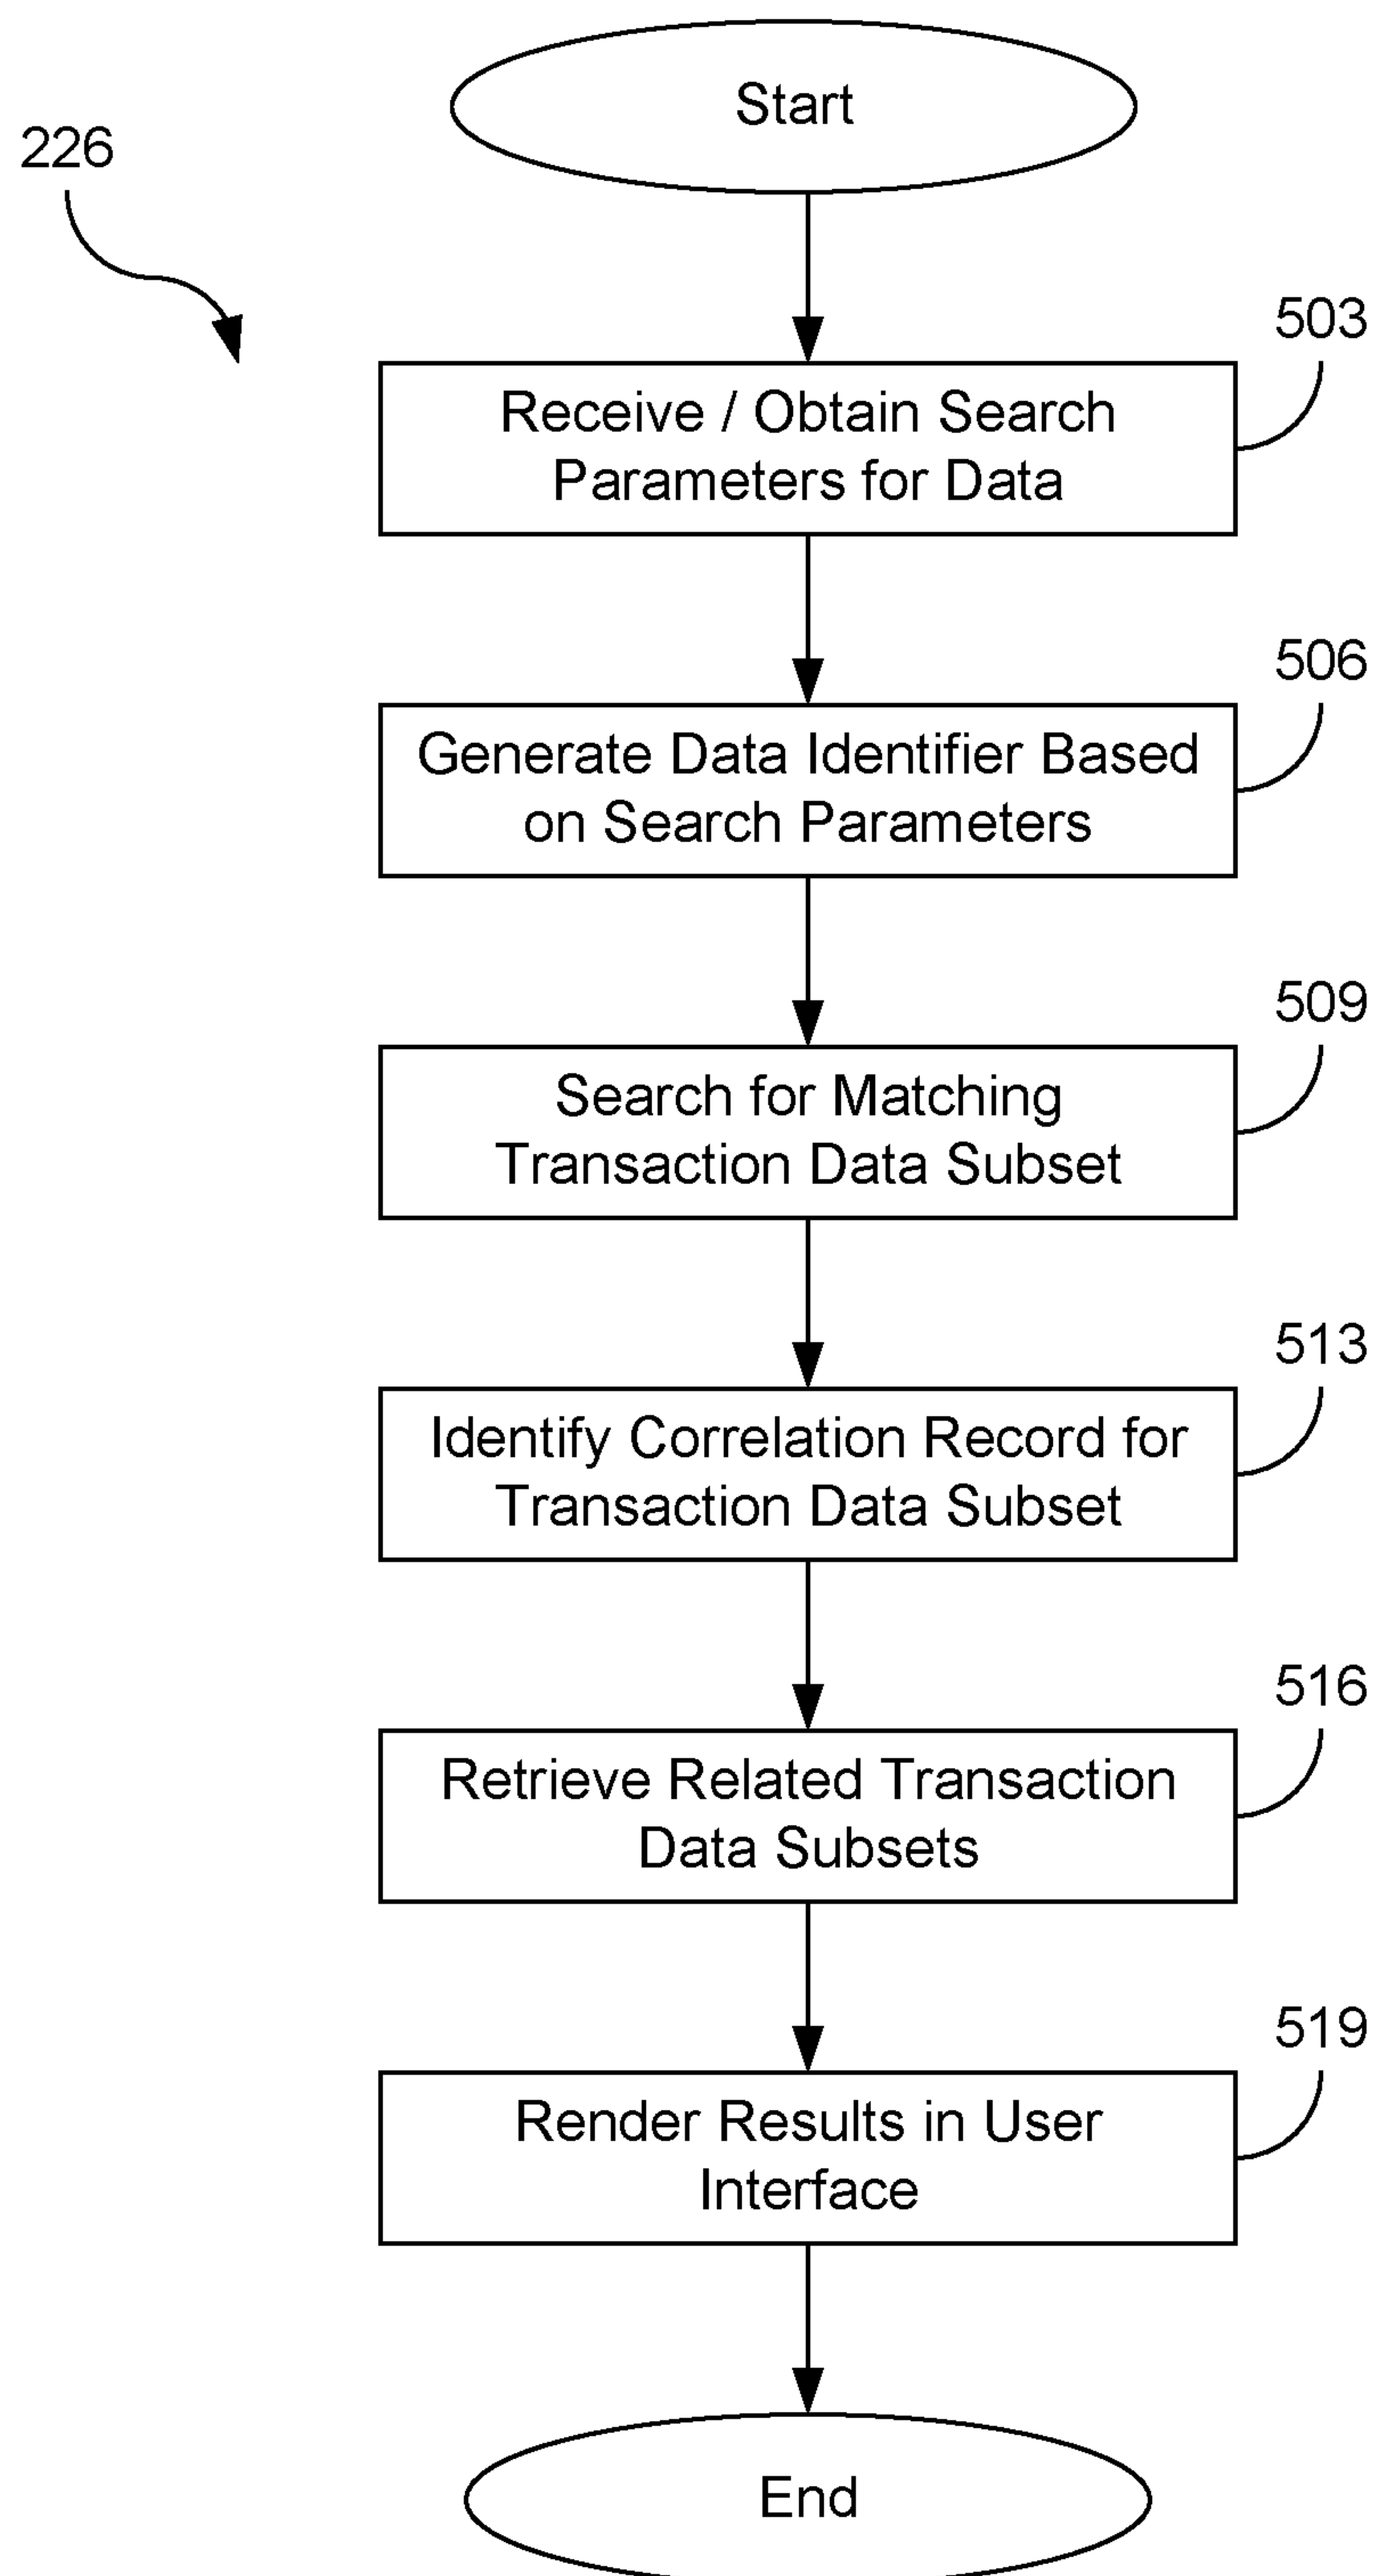 Start
226
503
Receive / Obtain Search
Parameters for Data
506
Generate Data Identifier Based
on Search Parameters
509
Search for Matching
Transaction Data Subset
513
Identify Correlation Record for
Transaction Data Subset
516
Retrieve Related Transaction
Data Subsets
519
Render Results in User
Interface
End